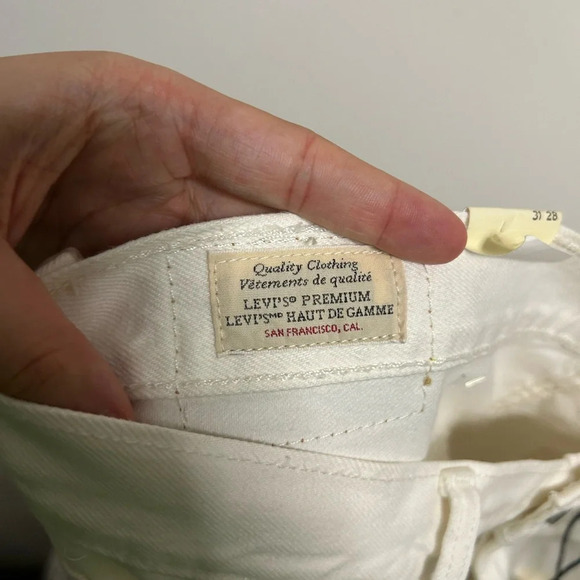 31 28
Quality Clothing
Vêtements de qualité
LEVI'S® PREMIUM
LEVI'Sᴹᴰ HAUT DE GAMME
SAN FRANCISCO, CAL.